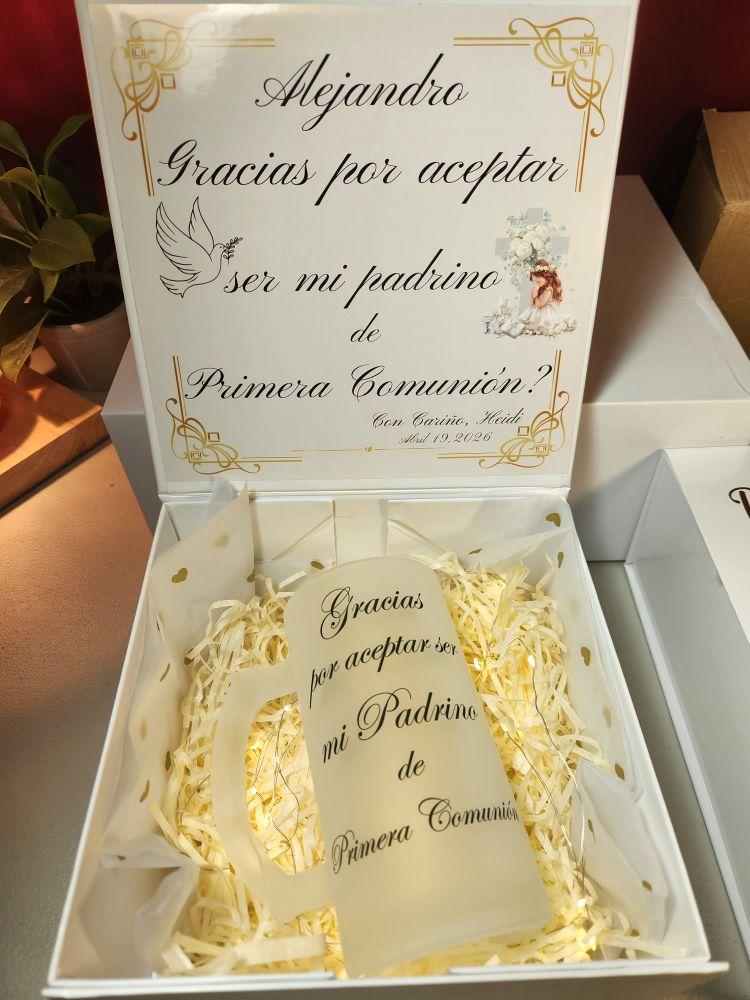 Alejandro
Gracias por aceptar
ser mi padrino
de
Primera Comunión?
Con Cariño, Heidi
Abril 19, 2026
Gracias
por aceptar ser
mi Padrino
de
Primera Comunión